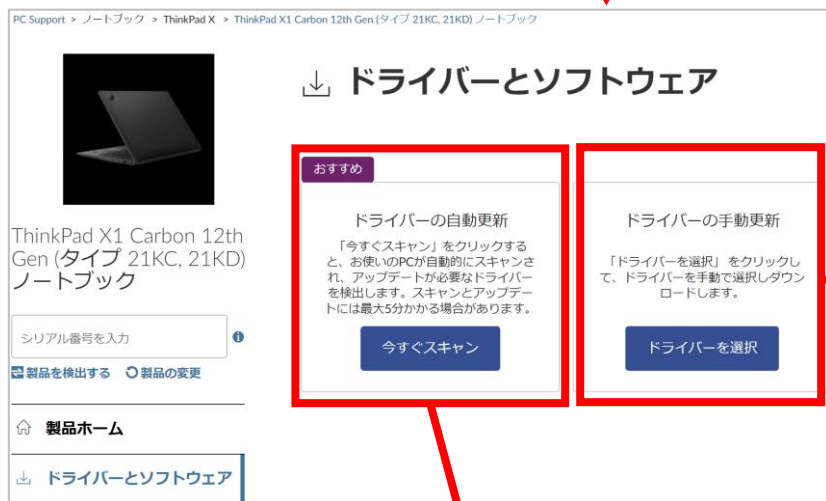 PC Support > ノートブック > ThinkPad X > ThinkPad X1 Carbon 12th Gen (タイプ 21KC, 21KD) ノートブック
ドライバーとソフトウェア
おすすめ
ドライバーの自動更新
「今すぐスキャン」をクリックする
と、お使いのPCが自動的にスキャンさ
れ、アップデートが必要なドライバー
を検出します。スキャンとアップデー
トには最大5分かかる場合があります。
今すぐスキャン
ドライバーの手動更新
「ドライバーを選択」をクリックし
て、ドライバーを手動で選択しダウン
ロードします。
ドライバーを選択
ThinkPad X1 Carbon 12th
Gen (タイプ 21KC, 21KD)
ノートブック
シリアル番号を入力
製品を検出する 製品の変更
製品ホーム
ドライバーとソフトウェア